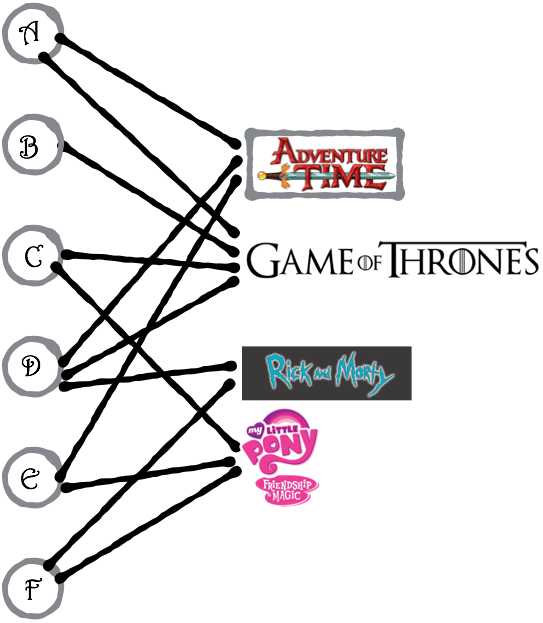 A
B
C
D
E
F
ADVENTURE
TIME
GAME OF THRONES
Rick and Morty
my LITTLE
PONY
FRIENDSHIP
IS
MAGIC